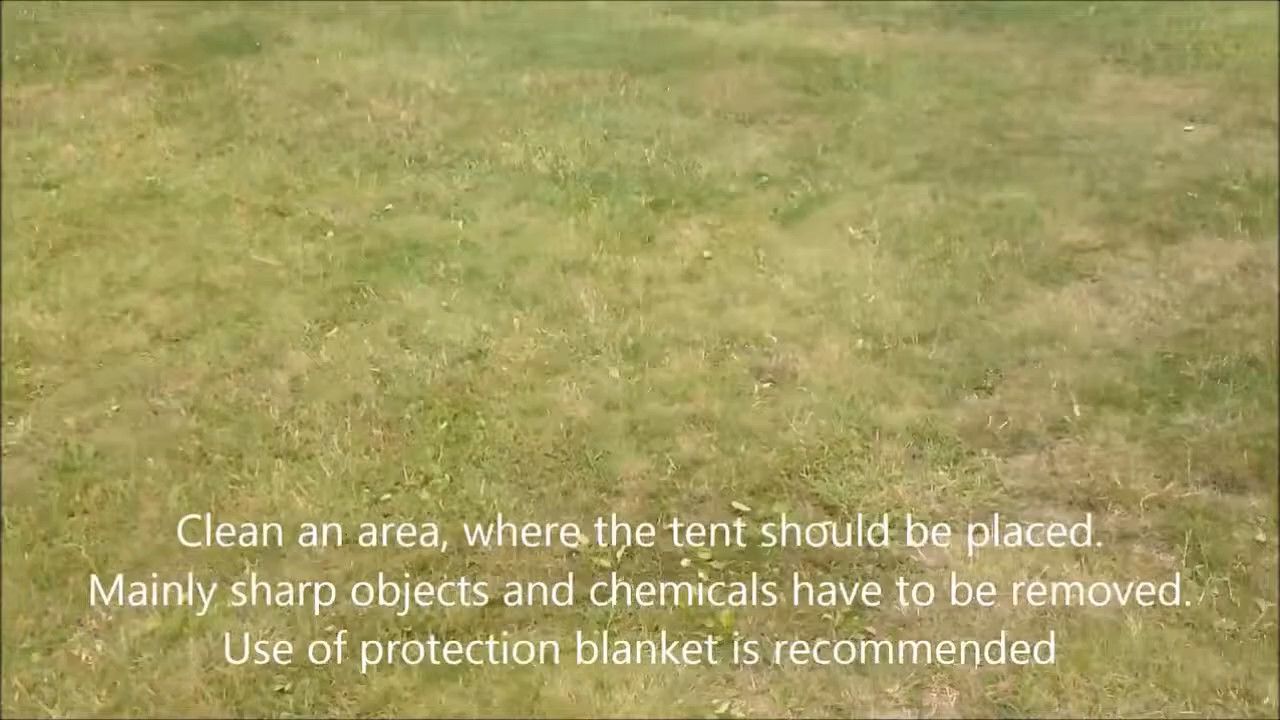 Clean an area, where the tent should be placed.
Mainly sharp objects and chemicals have to be removed.
Use of protection blanket is recommended